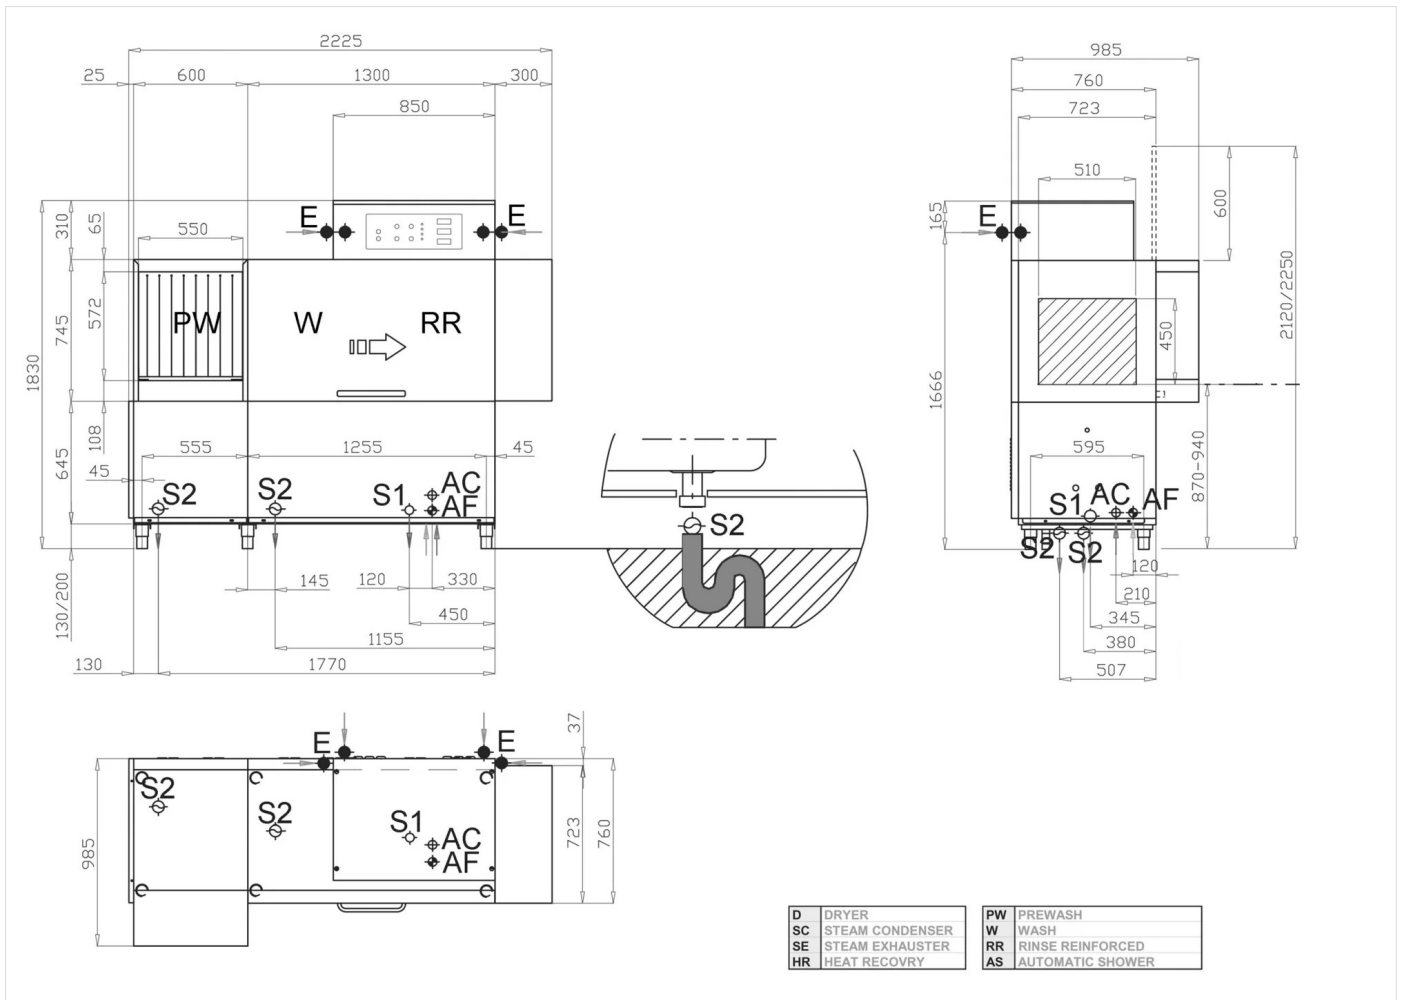 2225
25 600 1300 300
850
E E
310 65
550
PW W RR
572
745
1830
108
645
555 1255 45
45
S2 S2 S1 AC
AF
130/200
145 120 330
450
1155
130 1770
S2
985
760
723
510
600
165
E
2120/2250
450
1666
870-940
595
S1 AC AF
S2 S2
120
210
345
380
507
37
E E
S2
S2
S1
AC
AF
985
723
760
D DRYER
SC STEAM CONDENSER
SE STEAM EXHAUSTER
HR HEAT RECOVRY
PW PREWASH
W WASH
RR RINSE REINFORCED
AS AUTOMATIC SHOWER